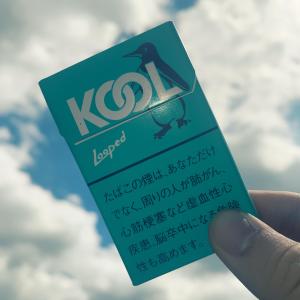 KOOL
Looped
たばこの煙は、あなただけ
でなく、周りの人が肺がん、
心筋梗塞など虚血性心
疾患、脳卒中になる危険
性も高めます。